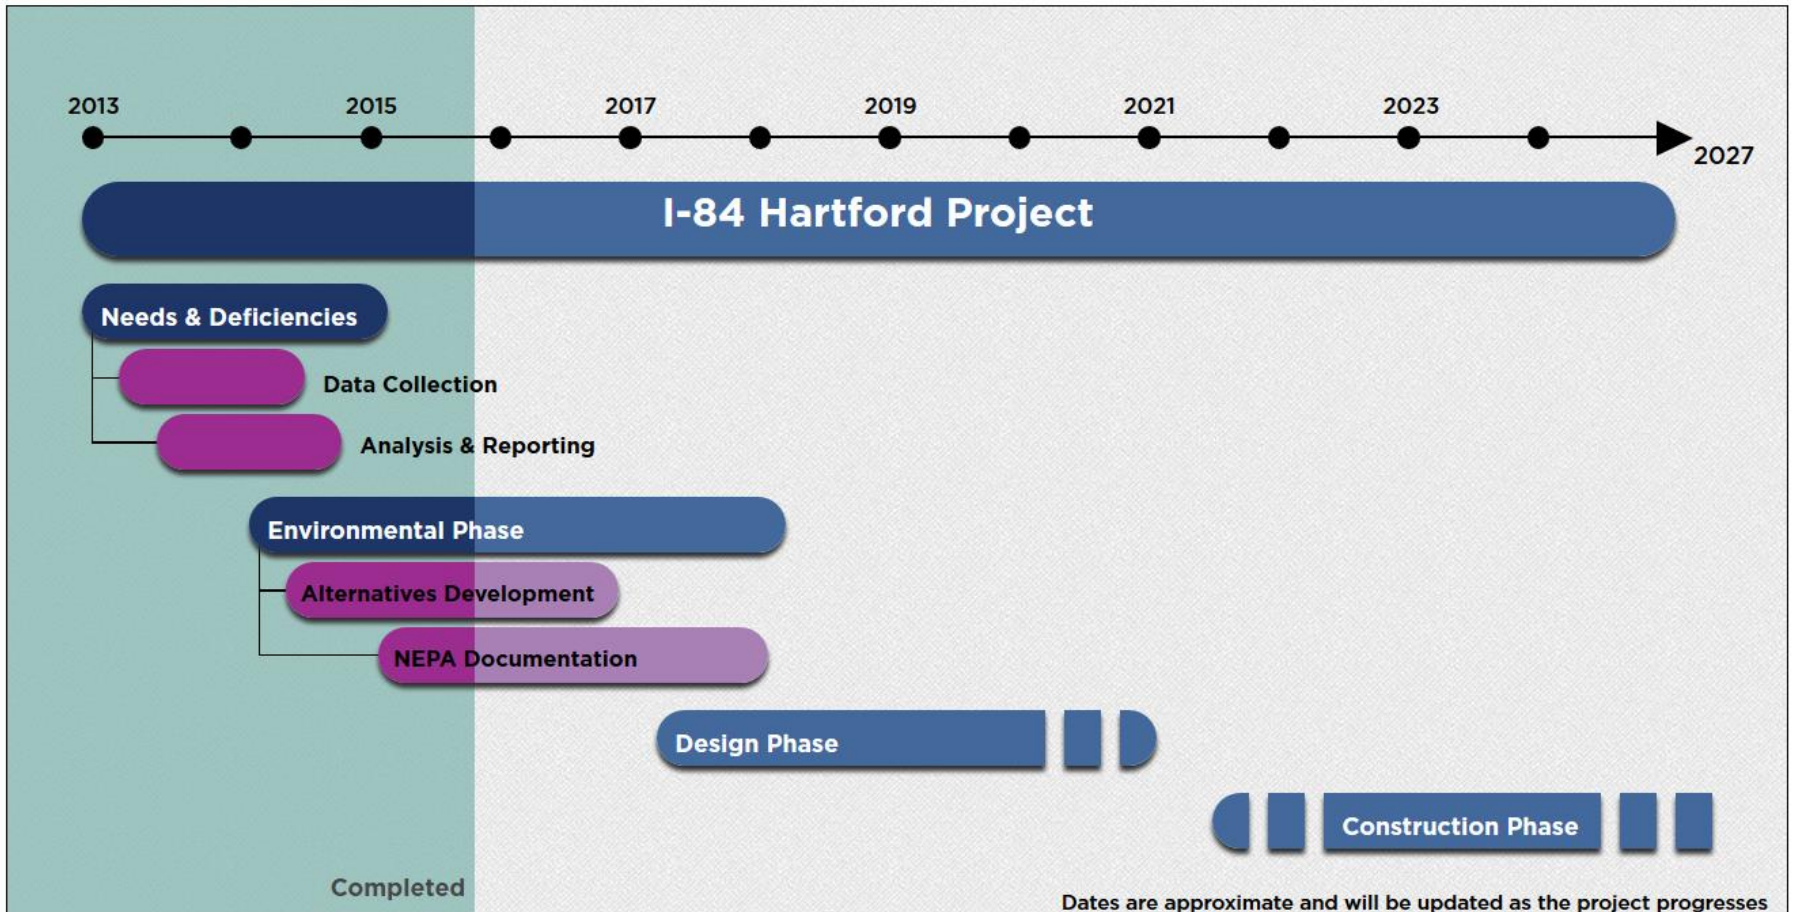 2013 2015 2017 2019 2021 2023
2027
I-84 Hartford Project
Needs & Deficiencies
Data Collection
Analysis & Reporting
Environmental Phase
Alternatives Development
NEPA Documentation
Design Phase
Construction Phase
Completed
Dates are approximate and will be updated as the project progresses